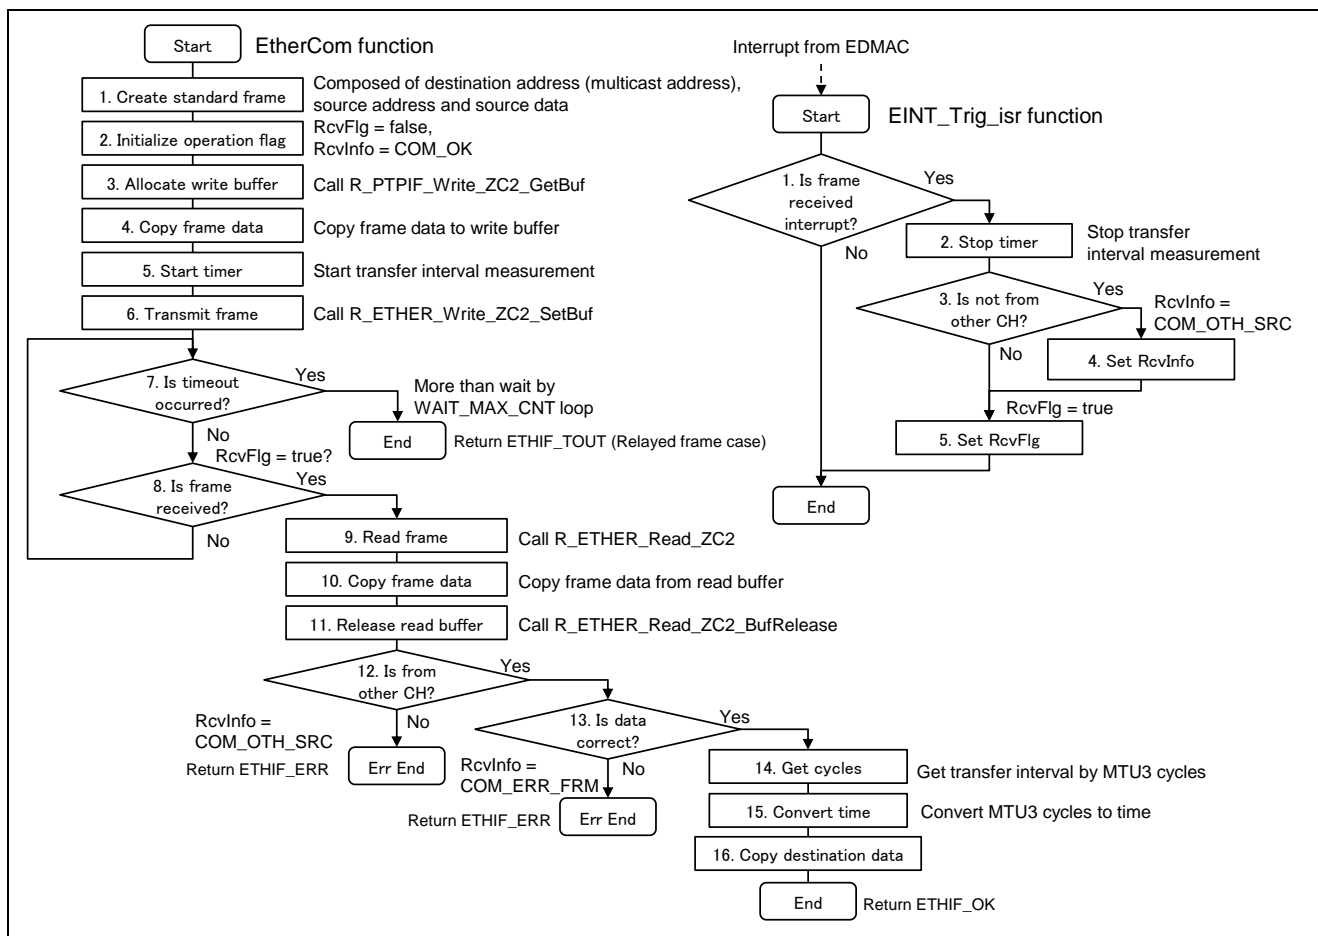 Start
EtherCom function
1. Create standard frame
Composed of destination address (multicast address),
source address and source data
2. Initialize operation flag
RcvFlg = false,
RcvInfo = COM_OK
3. Allocate write buffer
Call R_PTPIF_Write_ZC2_GetBuf
4. Copy frame data
Copy frame data to write buffer
5. Start timer
Start transfer interval measurement
6. Transmit frame
Call R_ETHER_Write_ZC2_SetBuf
7. Is timeout
occurred?
Yes
No
More than wait by
WAIT_MAX_CNT loop
End
Return ETHIF_TOUT (Relayed frame case)
RcvFlg = true?
8. Is frame
received?
Yes
No
9. Read frame
Call R_ETHER_Read_ZC2
10. Copy frame data
Copy frame data from read buffer
11. Release read buffer
Call R_ETHER_Read_ZC2_BufRelease
12. Is from
other CH?
Yes
No
RcvInfo =
COM_OTH_SRC
Return ETHIF_ERR
Err End
13. Is data
correct?
Yes
No
RcvInfo =
COM_ERR_FRM
Return ETHIF_ERR
Err End
14. Get cycles
Get transfer interval by MTU3 cycles
15. Convert time
Convert MTU3 cycles to time
16. Copy destination data
End
Return ETHIF_OK
Interrupt from EDMAC
Start
EINT_Trig_isr function
1. Is frame
received
interrupt?
Yes
No
2. Stop timer
Stop transfer
interval measurement
3. Is not from
other CH?
Yes
No
RcvInfo =
COM_OTH_SRC
4. Set RcvInfo
RcvFlg = true
5. Set RcvFlg
End